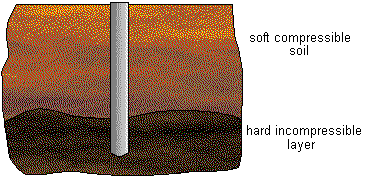 soft compressible
soil
hard incompressible
layer